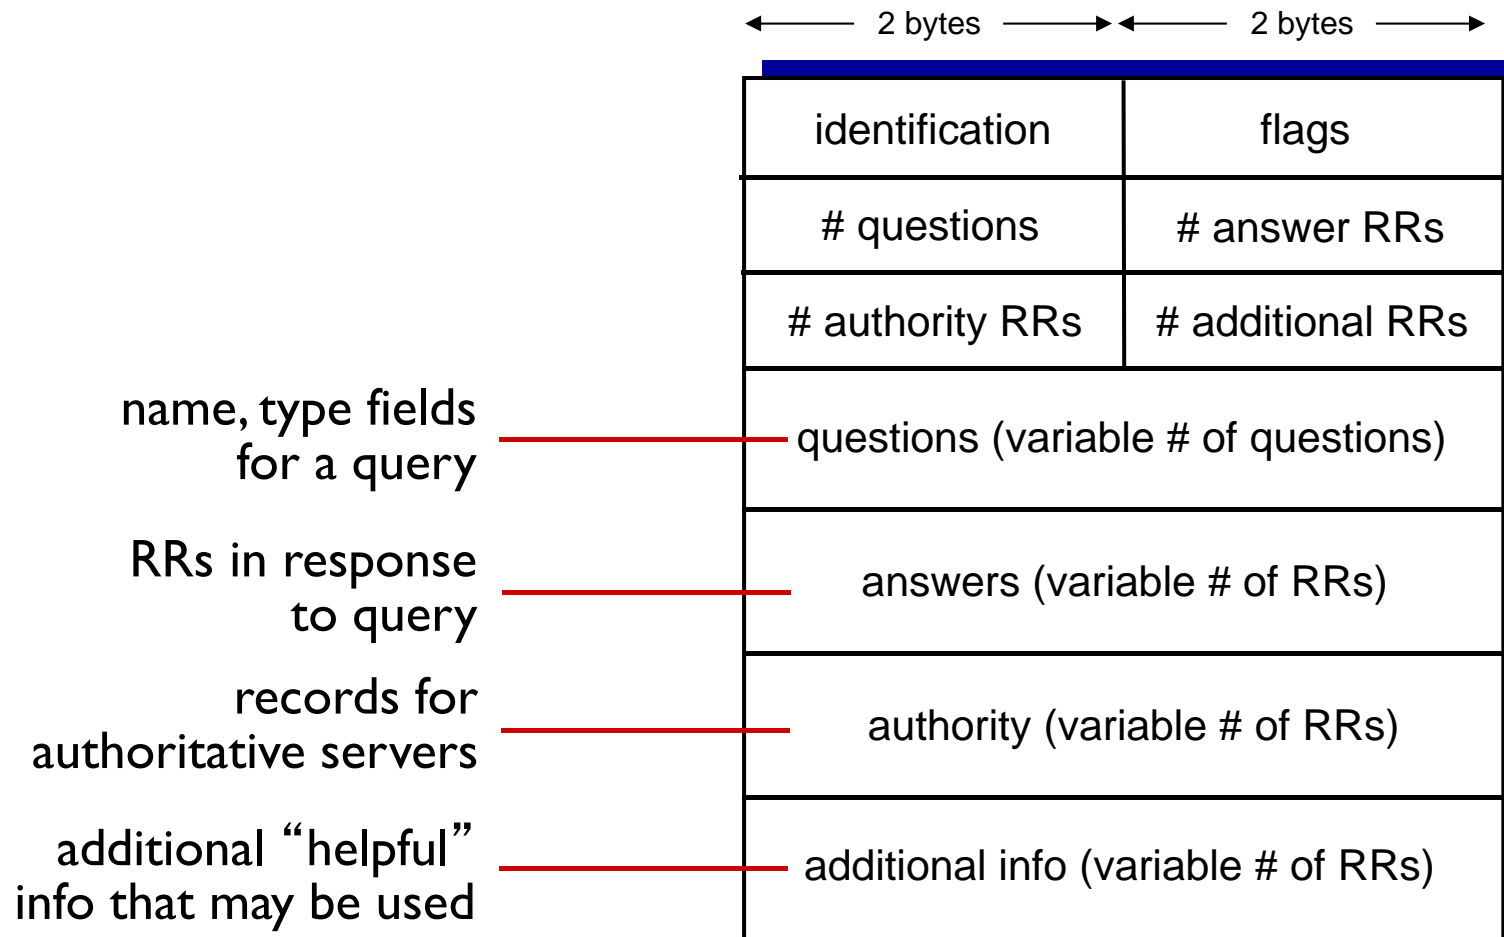 2 bytes 2 bytes
identification flags
# questions # answer RRs
# authority RRs # additional RRs
name, type fields
for a query
questions (variable # of questions)
RRs in response
to query
answers (variable # of RRs)
records for
authoritative servers
authority (variable # of RRs)
additional “helpful”
info that may be used
additional info (variable # of RRs)